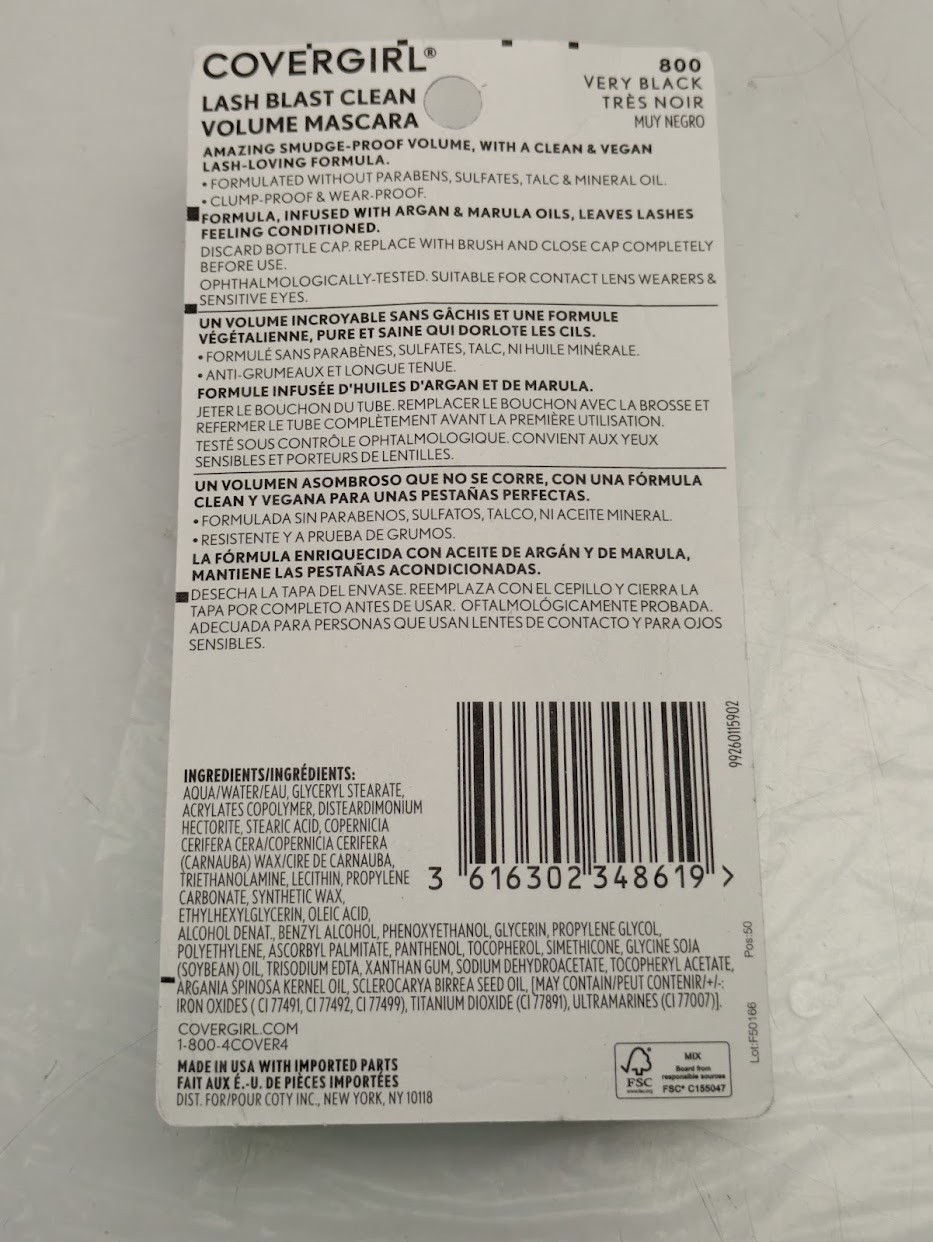 COVERGIRL®
LASH BLAST CLEAN
VOLUME MASCARA
800
VERY BLACK
TRÈS NOIR
MUY NEGRO
AMAZING SMUDGE-PROOF VOLUME, WITH A CLEAN & VEGAN
LASH-LOVING FORMULA.
• FORMULATED WITHOUT PARABENS, SULFATES, TALC & MINERAL OIL.
• CLUMP-PROOF & WEAR-PROOF.
FORMULA, INFUSED WITH ARGAN & MARULA OILS, LEAVES LASHES
FEELING CONDITIONED.
DISCARD BOTTLE CAP. REPLACE WITH BRUSH AND CLOSE CAP COMPLETELY
BEFORE USE.
OPHTHALMOLOGICALLY-TESTED. SUITABLE FOR CONTACT LENS WEARERS &
SENSITIVE EYES.
UN VOLUME INCROYABLE SANS GÂCHIS ET UNE FORMULE
VÉGÉTALIENNE, PURE ET SAINE QUI DORLOTE LES CILS.
• FORMULÉ SANS PARABÈNES, SULFATES, TALC, NI HUILE MINÉRALE.
• ANTI-GRUMEAUX ET LONGUE TENUE.
FORMULE INFUSÉE D'HUILES D'ARGAN ET DE MARULA.
JETER LE BOUCHON DU TUBE. REMPLACER LE BOUCHON AVEC LA BROSSE ET
REFERMER LE TUBE COMPLÈTEMENT AVANT LA PREMIÈRE UTILISATION.
TESTÉ SOUS CONTRÔLE OPHTALMOLOGIQUE. CONVIENT AUX YEUX
SENSIBLES ET PORTEURS DE LENTILLES.
UN VOLUMEN ASOMBROSO QUE NO SE CORRE, CON UNA FÓRMULA
CLEAN Y VEGANA PARA UNAS PESTAÑAS PERFECTAS.
• FORMULADA SIN PARABENOS, SULFATOS, TALCO, NI ACEITE MINERAL.
• RESISTENTE Y A PRUEBA DE GRUMOS.
LA FÓRMULA ENRIQUECIDA CON ACEITE DE ARGÁN Y DE MARULA,
MANTIENE LAS PESTAÑAS ACONDICIONADAS.
DESECHA LA TAPA DEL ENVASE. REEMPLAZA CON EL CEPILLO Y CIERRA LA
TAPA POR COMPLETO ANTES DE USAR. OFTALMOLÓGICAMENTE PROBADA.
ADECUADA PARA PERSONAS QUE USAN LENTES DE CONTACTO Y PARA OJOS
SENSIBLES.
99260115902
3 616302 348619 >
INGREDIENTS/INGRÉDIENTS:
AQUA/WATER/EAU, GLYCERYL STEARATE,
ACRYLATES COPOLYMER, DISTEARDIMONIUM
HECTORITE, STEARIC ACID, COPERNICIA
CERIFERA CERA/COPERNICIA CERIFERA
(CARNAUBA) WAX/CIRE DE CARNAUBA,
TRIETHANOLAMINE, LECITHIN, PROPYLENE
CARBONATE, SYNTHETIC WAX,
ETHYLHEXYLGLYCERIN, OLEIC ACID,
ALCOHOL DENAT., BENZYL ALCOHOL, PHENOXYETHANOL, GLYCERIN, PROPYLENE GLYCOL,
POLYETHYLENE, ASCORBYL PALMITATE, PANTHENOL, TOCOPHEROL, SIMETHICONE, GLYCINE SOJA
(SOYBEAN) OIL, TRISODIUM EDTA, XANTHAN GUM, SODIUM DEHYDROACETATE, TOCOPHERYL ACETATE,
ARGANIA SPINOSA KERNEL OIL, SCLEROCARYA BIRREA SEED OIL, [MAY CONTAIN/PEUT CONTENIR/+/-:
IRON OXIDES ( CI 77491, CI 77492, CI 77499), TITANIUM DIOXIDE (CI 77891), ULTRAMARINES (CI 77007)].
Pos:50
Lot:F50166
COVERGIRL.COM
1-800-4COVER4
MADE IN USA WITH IMPORTED PARTS
FAIT AUX É.-U. DE PIÈCES IMPORTÉES
DIST. FOR/POUR COTY INC., NEW YORK, NY 10118
FSC
www.fsc.org
MIX
Board from
responsible sources
FSC® C155047